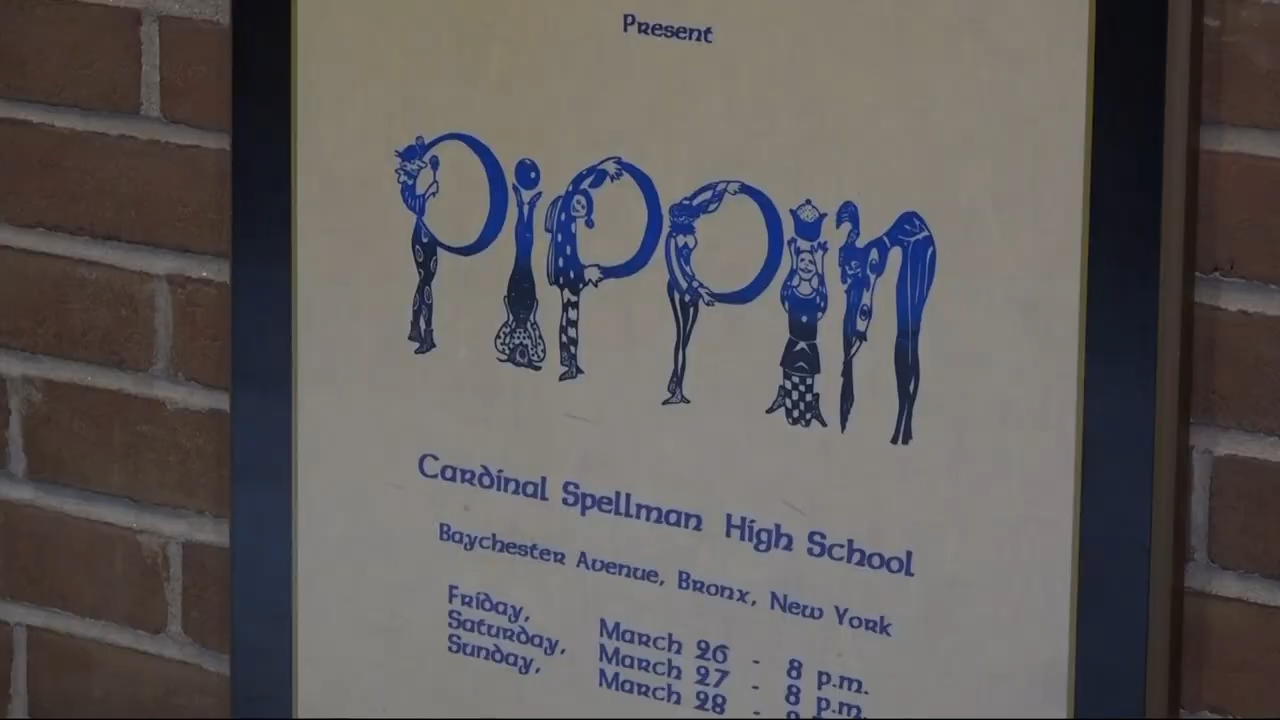 Present
Pippin
Cardinal Spellman High School
Baychester Avenue, Bronx, New York
Friday, March 26 - 8 p.m.
Saturday, March 27 - 8 p.m.
Sunday, March 28 -